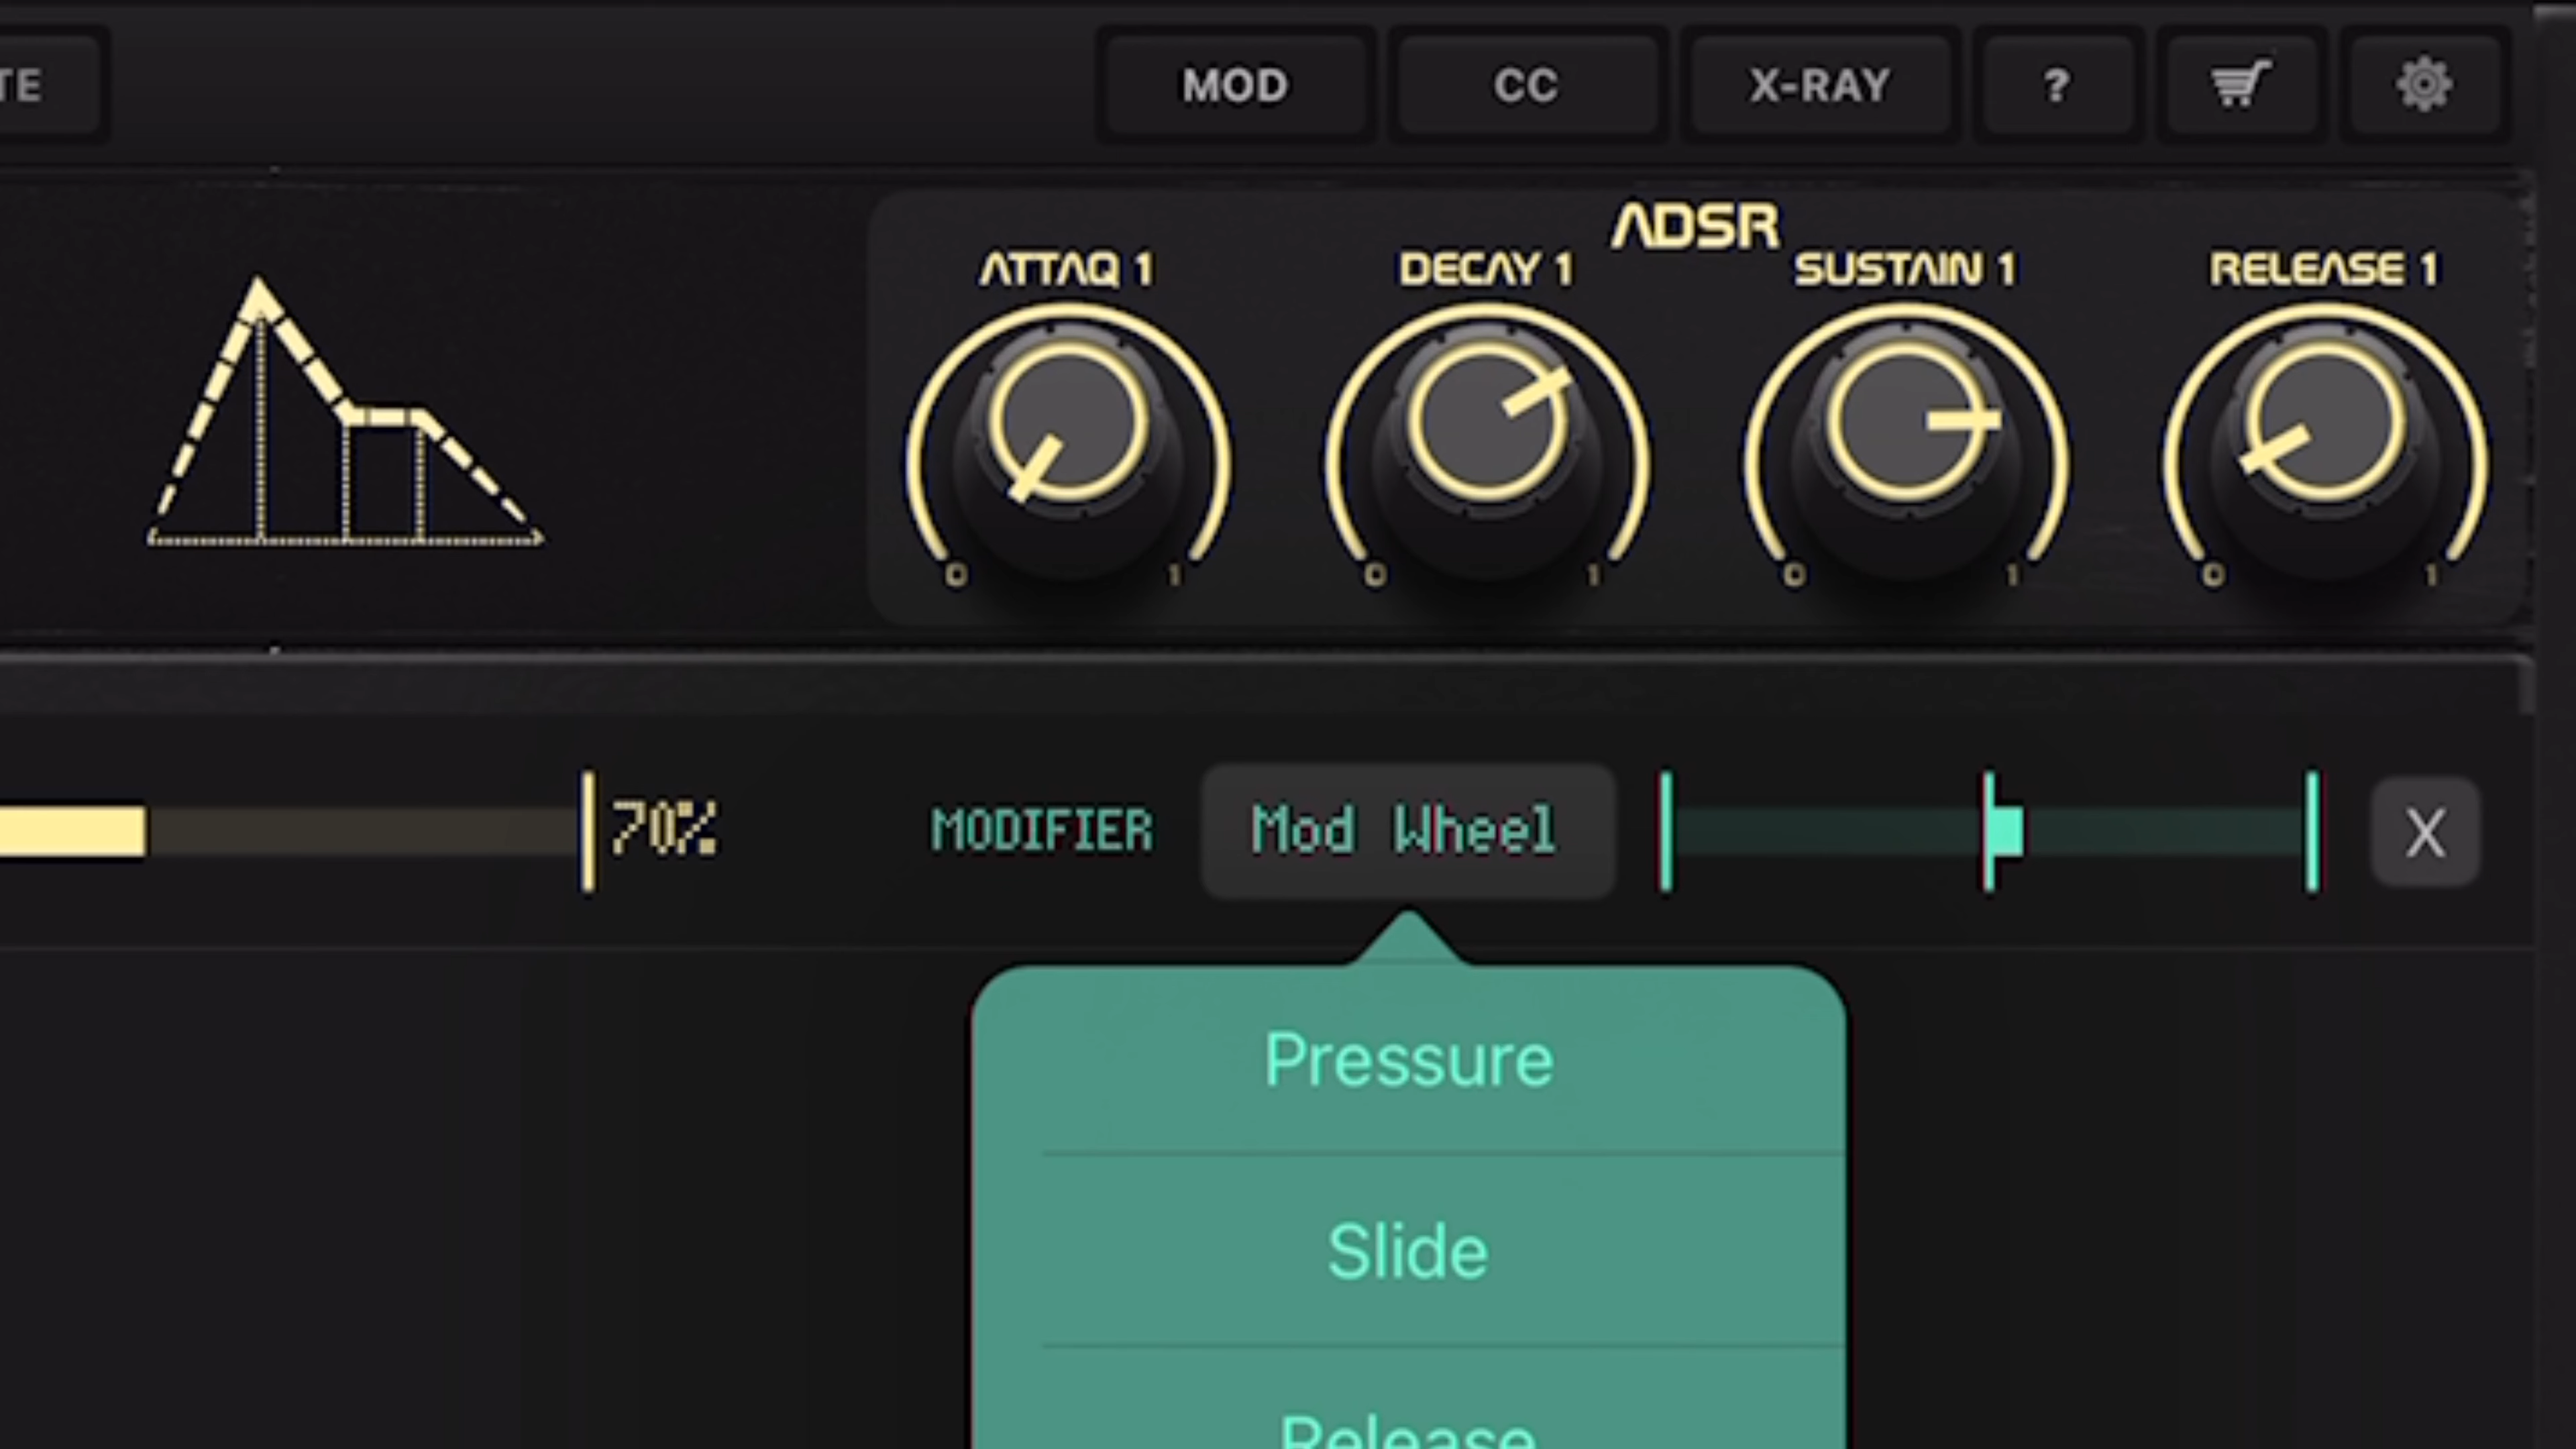 TE
MOD
CC
X-RAY
?
ADSR
ATTAQ 1
DECAY 1
SUSTAIN 1
RELEASE 1
0 1
0 1
0 1
0 1
70%
MODIFIER
Mod Wheel
X
Pressure
Slide
Release